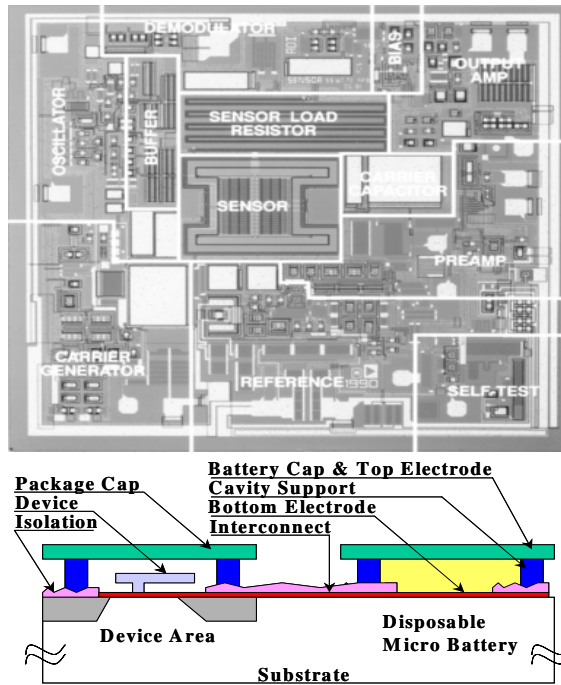 DEMODULATOR
BIAS
OUTPUT
AMP
OSCILLATOR
BUFFER
SENSOR LOAD
RESISTOR
CARRIER
CAPACITOR
SENSOR
PREAMP
CARRIER
GENERATOR
REFERENCE
1990
SELF TEST
Battery Cap & Top Electrode
Package Cap
Cavity Support
Device
Bottom Electrode
Isolation
Interconnect
Device Area
Disposable
Micro Battery
Substrate